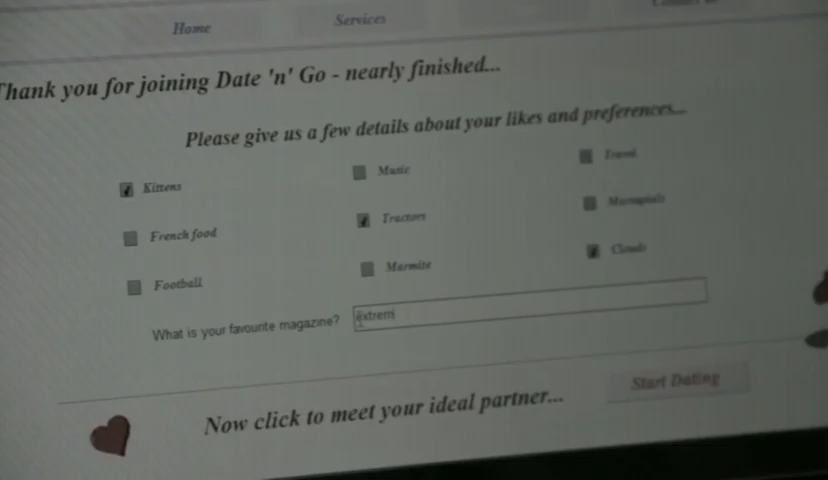 Home Services
Thank you for joining Date 'n' Go - nearly finished...
Please give us a few details about your likes and preferences...
Kittens Music Travel
French food Tractors Marsupials
Football Marmite Clouds
What is your favourite magazine? extrem
Now click to meet your ideal partner... Start Dating